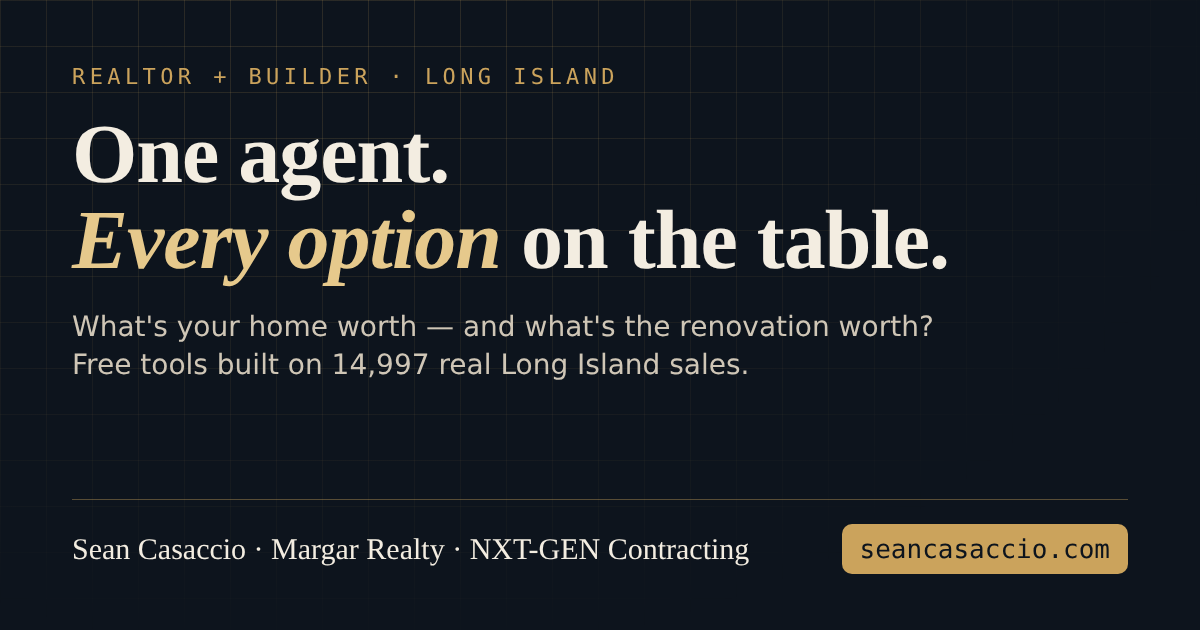 REALTOR + BUILDER · LONG ISLAND
One agent.
Every option on the table.
What's your home worth — and what's the renovation worth?
Free tools built on 14,997 real Long Island sales.
Sean Casaccio · Margar Realty · NXT-GEN Contracting
seancasaccio.com